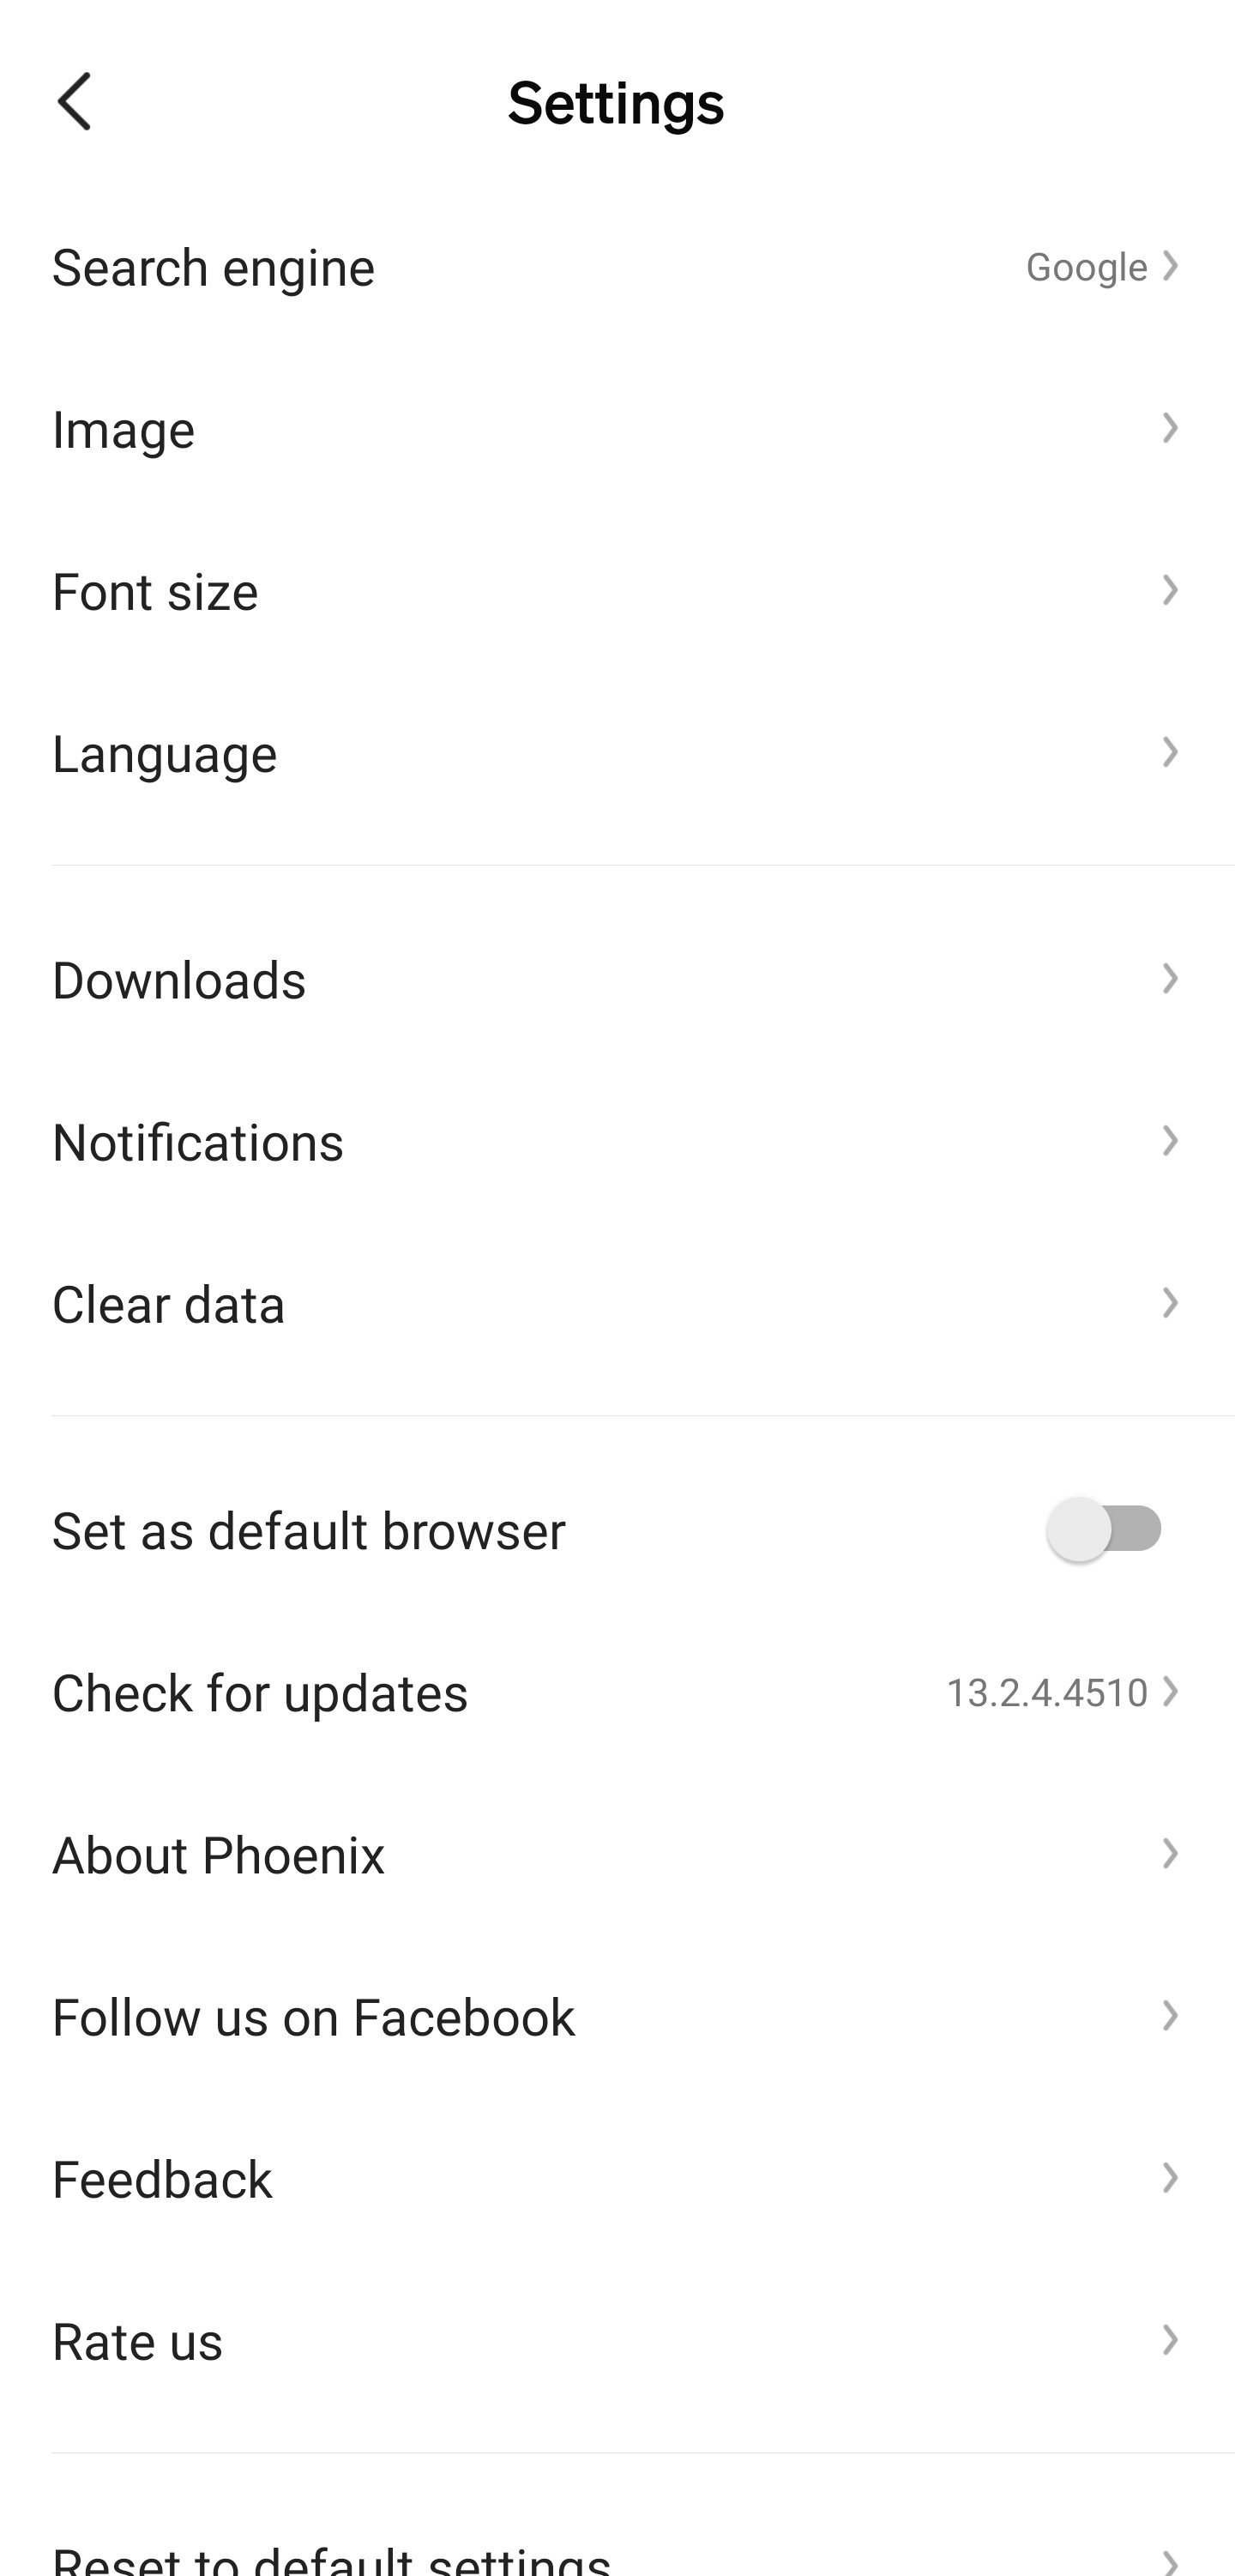 Settings
Search engine Google
Image
Font size
Language
Downloads
Notifications
Clear data
Set as default browser
Check for updates 13.2.4.4510
About Phoenix
Follow us on Facebook
Feedback
Rate us
Reset to default settings